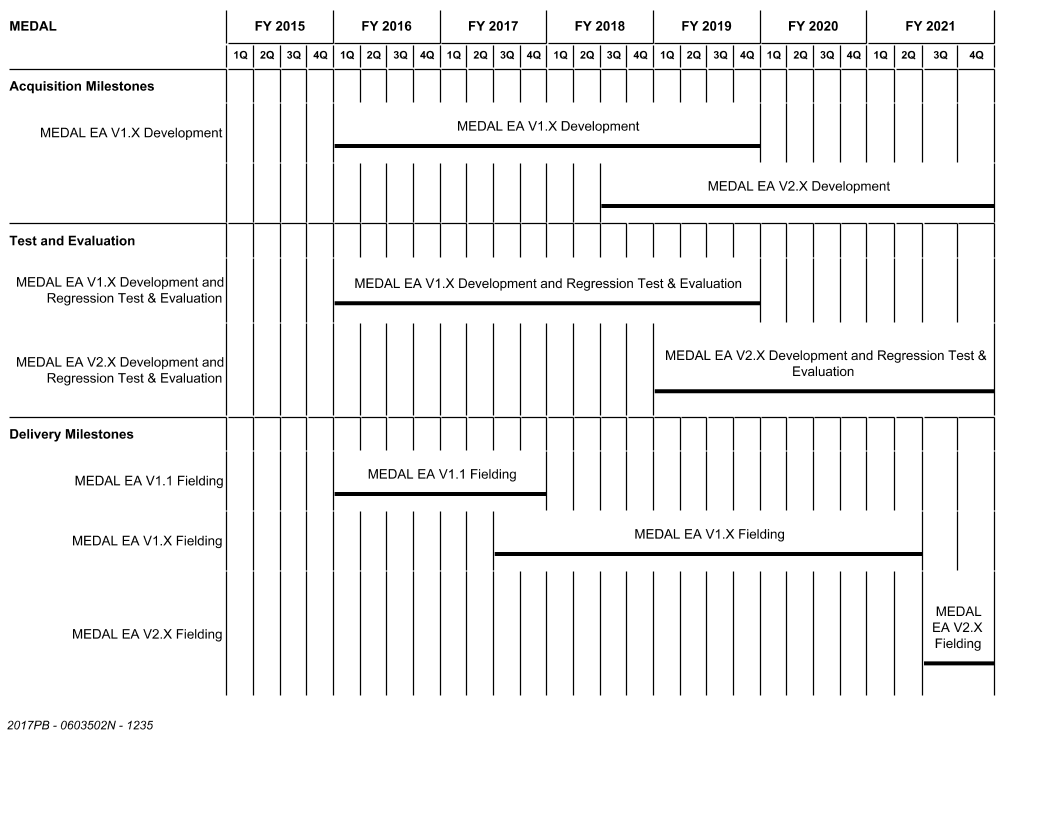 MEDAL FY 2015 FY 2016 FY 2017 FY 2018 FY 2019 FY 2020 FY 2021
1Q 2Q 3Q 4Q 1Q 2Q 3Q 4Q 1Q 2Q 3Q 4Q 1Q 2Q 3Q 4Q 1Q 2Q 3Q 4Q 1Q 2Q 3Q 4Q 1Q 2Q 3Q 4Q
Acquisition Milestones
MEDAL EA V1.X Development
MEDAL EA V1.X Development
MEDAL EA V2.X Development
Test and Evaluation
MEDAL EA V1.X Development and
Regression Test & Evaluation
MEDAL EA V1.X Development and Regression Test & Evaluation
MEDAL EA V2.X Development and
Regression Test & Evaluation
MEDAL EA V2.X Development and Regression Test &
Evaluation
Delivery Milestones
MEDAL EA V1.1 Fielding
MEDAL EA V1.1 Fielding
MEDAL EA V1.X Fielding
MEDAL EA V1.X Fielding
MEDAL EA V2.X Fielding
MEDAL
EA V2.X
Fielding
2017PB - 0603502N - 1235